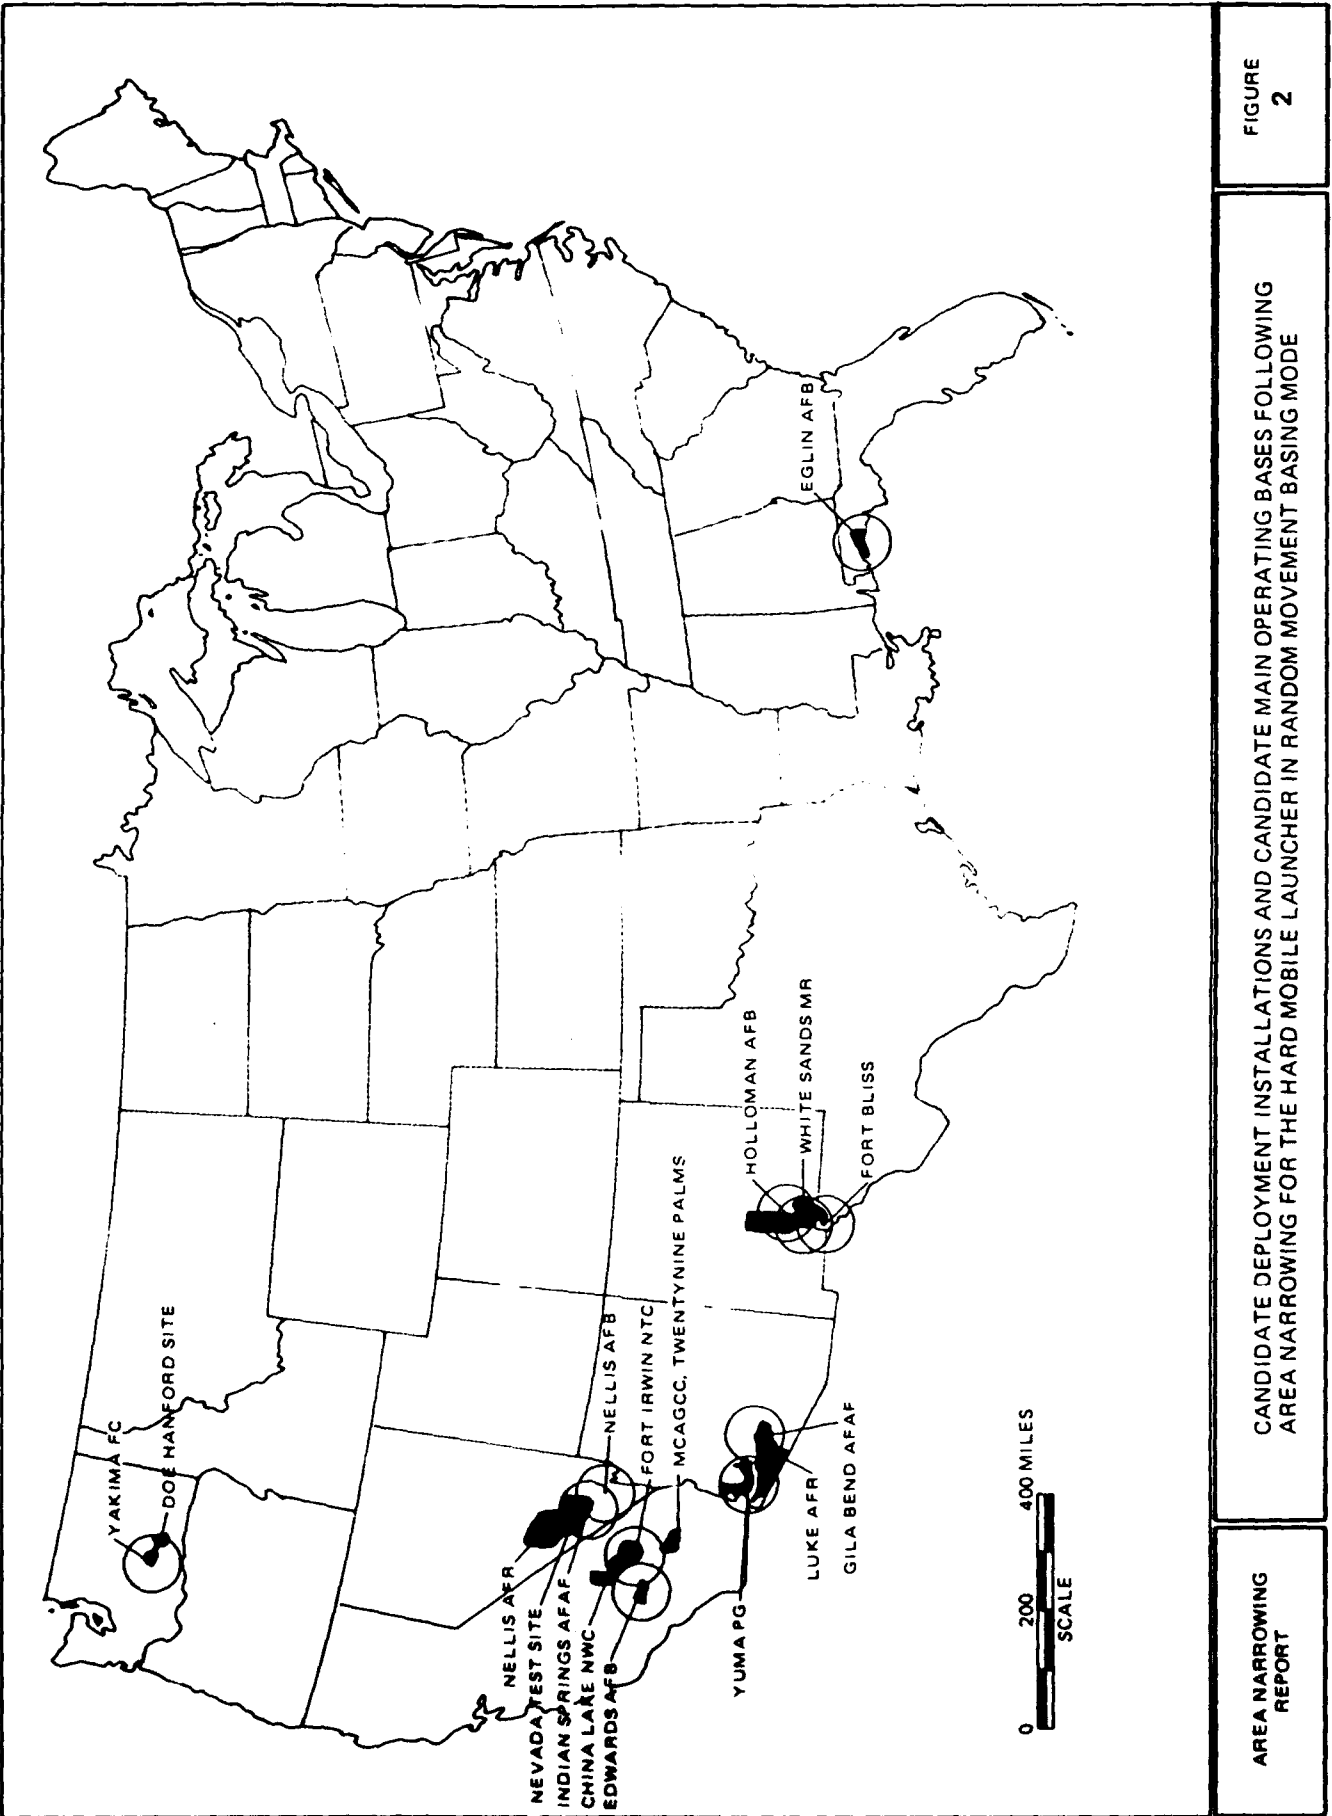 YAKIMA FC
DOE HANFORD SITE
NELLIS AFR
NEVADA TEST SITE
INDIAN SPRINGS AFAF
CHINA LAKE NWC
EDWARDS AFB
NELLIS AFB
FORT IRWIN NTC
MCAGCC, TWENTYNINE PALMS
YUMA PG
LUKE AFR
GILA BEND AFAF
HOLLOMAN AFB
WHITE SANDS MR
FORT BLISS
EGLIN AFB
0 200 400 MILES
SCALE
AREA NARROWING
REPORT
CANDIDATE DEPLOYMENT INSTALLATIONS AND CANDIDATE MAIN OPERATING BASES FOLLOWING
AREA NARROWING FOR THE HARD MOBILE LAUNCHER IN RANDOM MOVEMENT BASING MODE
FIGURE
2